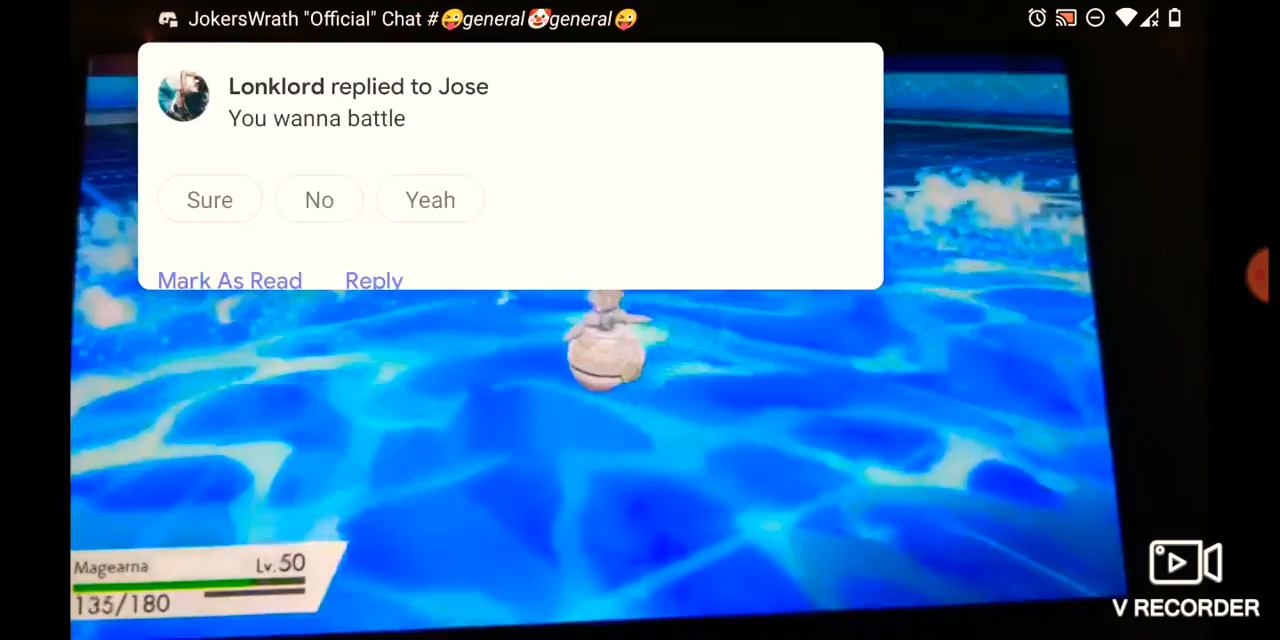 JokersWrath "Official" Chat #😜general🤡general😜
Lonklord replied to Jose
You wanna battle
Sure No Yeah
Mark As Read Reply
Magearna Lv. 50
135/180
V RECORDER